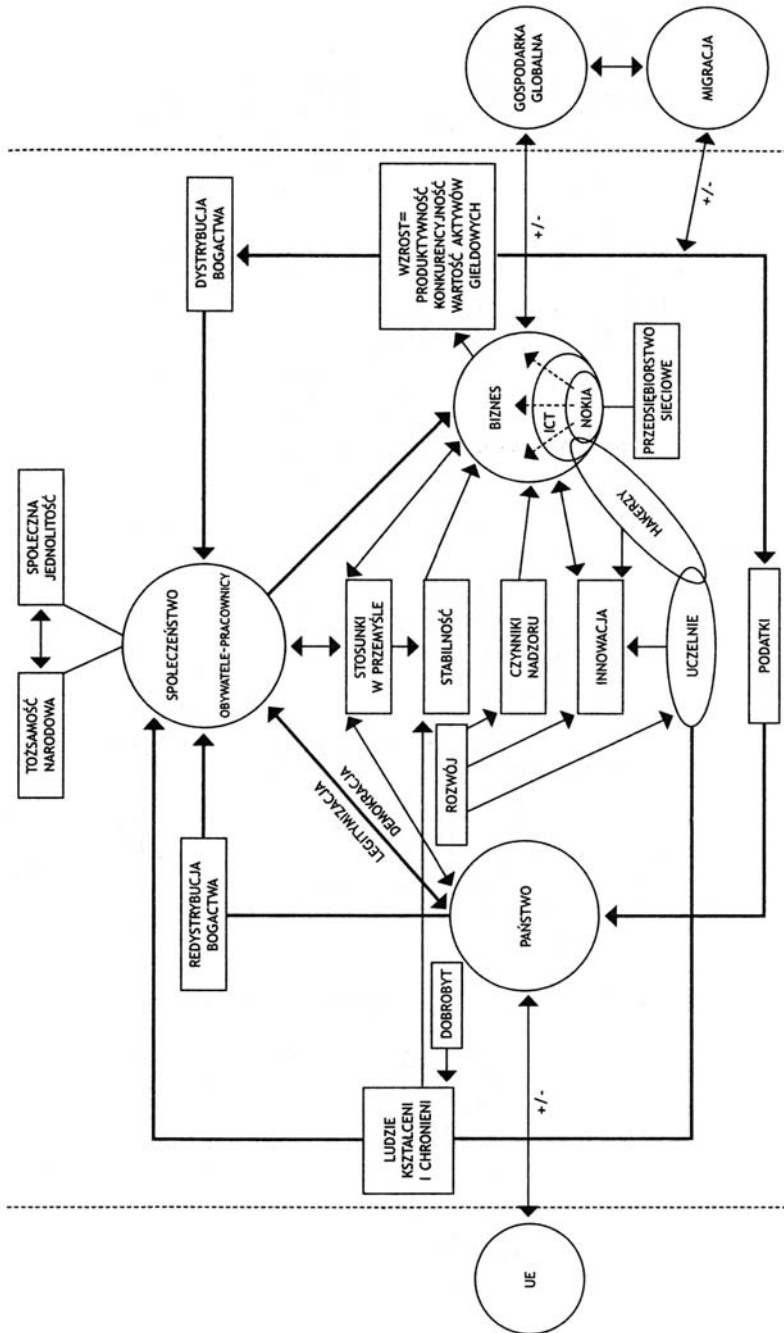 TOŻSAMOŚĆ
NARODOWA
SPOŁECZNA
JEDNOLITOŚĆ
SPOŁECZEŃSTWO
OBYWATELE-PRACOWNICY
REDYSTRYBUCJA
BOGACTWA
DYSTRYBUCJA
BOGACTWA
LEGITYMIZACJA
DEMOKRACJA
STOSUNKI
W PRZEMYŚLE
STABILNOŚĆ
LUDZIE
KSZTAŁCENI
I CHRONIENI
DOBROBYT
ROZWÓJ
WZROST=
PRODUKTYWNOŚĆ
KONKURENCYJNOŚĆ
WARTOŚĆ AKTYWÓW
GIEŁDOWYCH
UE
+/-
PAŃSTWO
CZYNNIKI
NADZORU
BIZNES
ICT
NOKIA
+/-
GOSPODARKA
GLOBALNA
INNOWACJA
HAKERZY
PRZEDSIĘBIORSTWO
SIECIOWE
UCZELNIE
+/-
MIGRACJA
PODATKI